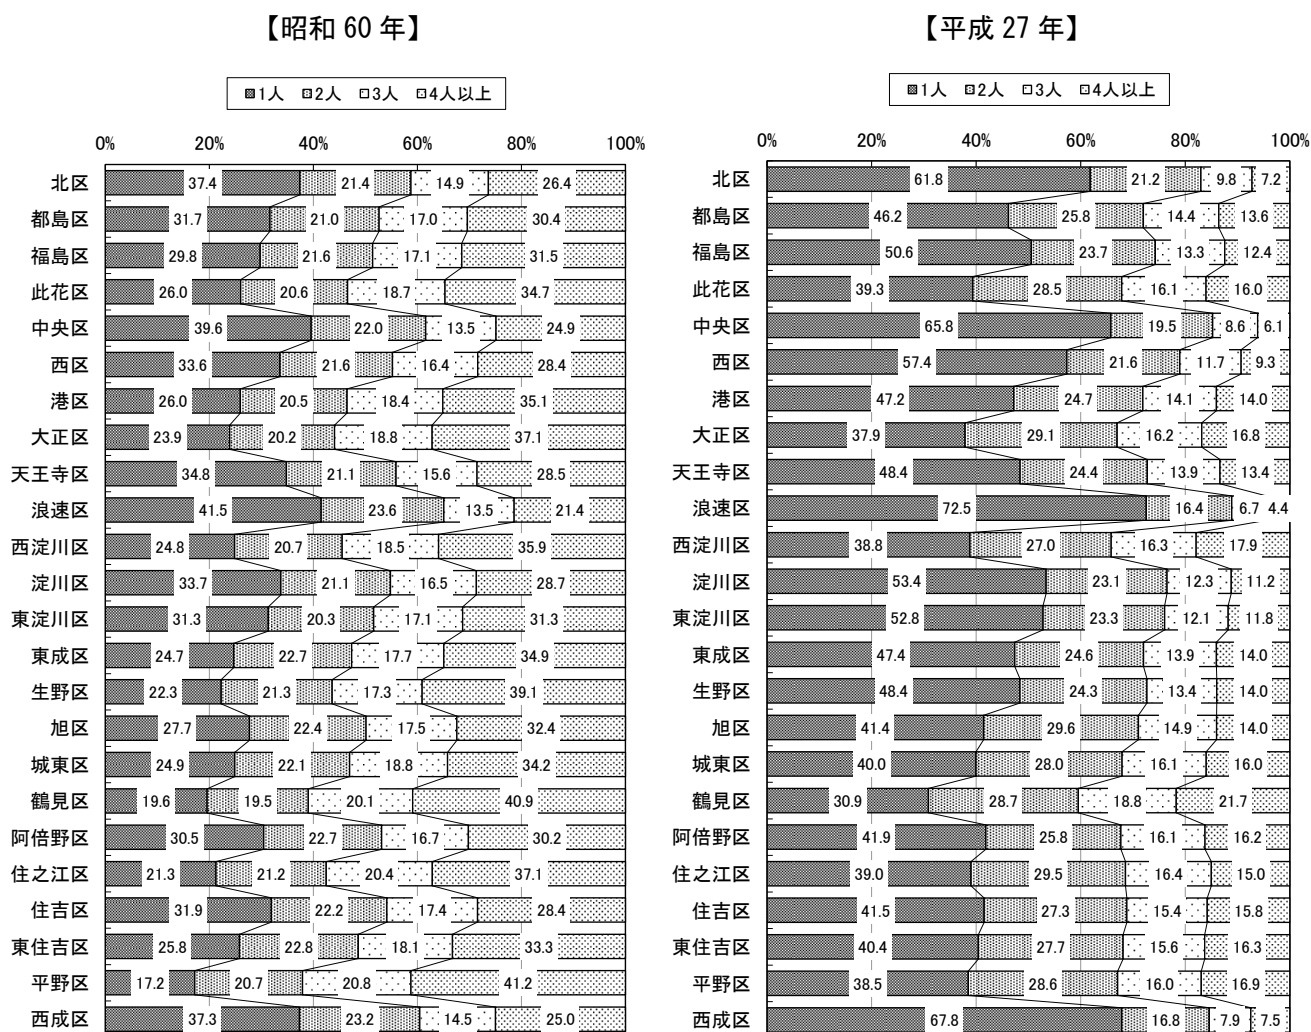 【昭和 60 年】
■1人 ⊡2人 □3人 ⊡4人以上
0% 20% 40% 60% 80% 100%
北区 37.4 21.4 14.9 26.4
都島区 31.7 21.0 17.0 30.4
福島区 29.8 21.6 17.1 31.5
此花区 26.0 20.6 18.7 34.7
中央区 39.6 22.0 13.5 24.9
西区 33.6 21.6 16.4 28.4
港区 26.0 20.5 18.4 35.1
大正区 23.9 20.2 18.8 37.1
天王寺区 34.8 21.1 15.6 28.5
浪速区 41.5 23.6 13.5 21.4
西淀川区 24.8 20.7 18.5 35.9
淀川区 33.7 21.1 16.5 28.7
東淀川区 31.3 20.3 17.1 31.3
東成区 24.7 22.7 17.7 34.9
生野区 22.3 21.3 17.3 39.1
旭区 27.7 22.4 17.5 32.4
城東区 24.9 22.1 18.8 34.2
鶴見区 19.6 19.5 20.1 40.9
阿倍野区 30.5 22.7 16.7 30.2
住之江区 21.3 21.2 20.4 37.1
住吉区 31.9 22.2 17.4 28.4
東住吉区 25.8 22.8 18.1 33.3
平野区 17.2 20.7 20.8 41.2
西成区 37.3 23.2 14.5 25.0
【平成 27 年】
■1人 ⊡2人 □3人 ⊡4人以上
0% 20% 40% 60% 80% 100%
北区 61.8 21.2 9.8 7.2
都島区 46.2 25.8 14.4 13.6
福島区 50.6 23.7 13.3 12.4
此花区 39.3 28.5 16.1 16.0
中央区 65.8 19.5 8.6 6.1
西区 57.4 21.6 11.7 9.3
港区 47.2 24.7 14.1 14.0
大正区 37.9 29.1 16.2 16.8
天王寺区 48.4 24.4 13.9 13.4
浪速区 72.5 16.4 6.7 4.4
西淀川区 38.8 27.0 16.3 17.9
淀川区 53.4 23.1 12.3 11.2
東淀川区 52.8 23.3 12.1 11.8
東成区 47.4 24.6 13.9 14.0
生野区 48.4 24.3 13.4 14.0
旭区 41.4 29.6 14.9 14.0
城東区 40.0 28.0 16.1 16.0
鶴見区 30.9 28.7 18.8 21.7
阿倍野区 41.9 25.8 16.1 16.2
住之江区 39.0 29.5 16.4 15.0
住吉区 41.5 27.3 15.4 15.8
東住吉区 40.4 27.7 15.6 16.3
平野区 38.5 28.6 16.0 16.9
西成区 67.8 16.8 7.9 7.5